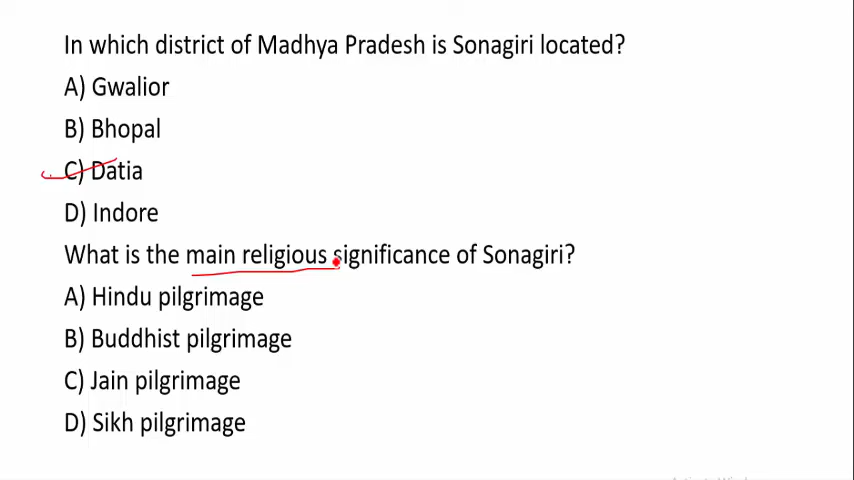 In which district of Madhya Pradesh is Sonagiri located?
A) Gwalior
B) Bhopal
C) Datia
D) Indore
What is the main religious significance of Sonagiri?
A) Hindu pilgrimage
B) Buddhist pilgrimage
C) Jain pilgrimage
D) Sikh pilgrimage